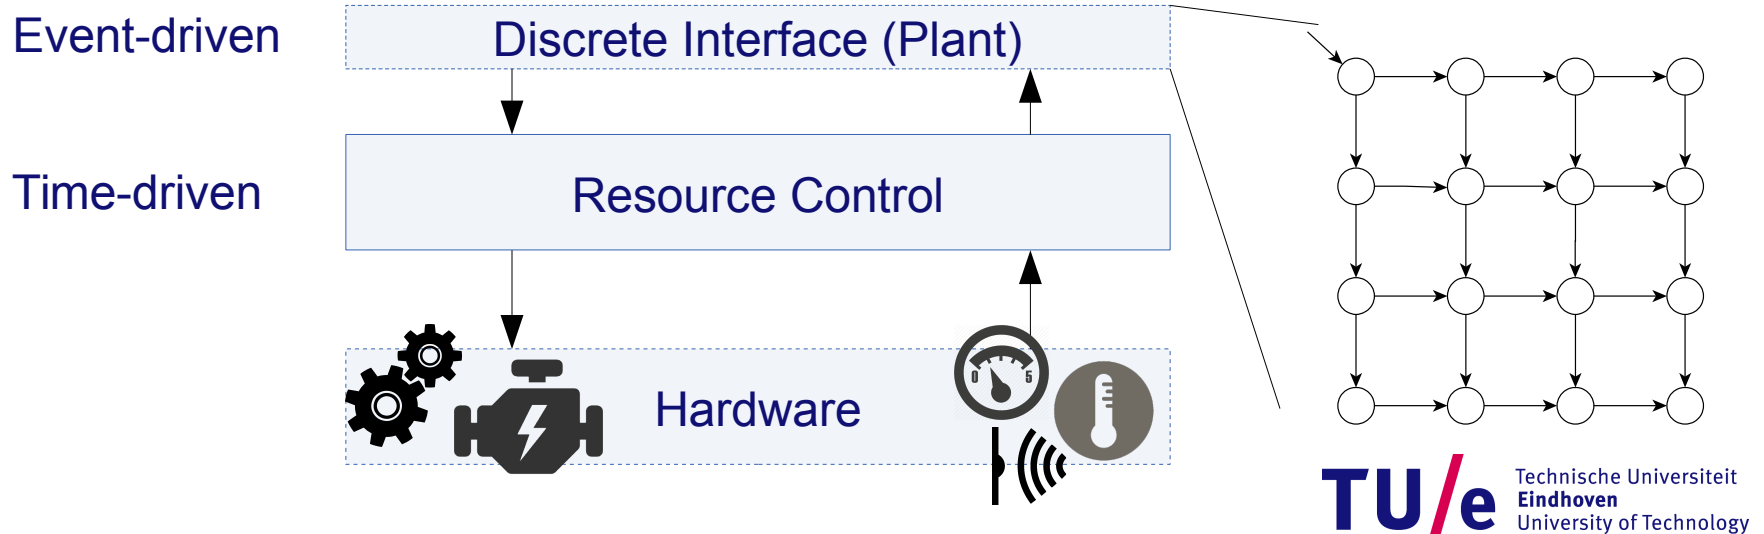 Event-driven
Discrete Interface (Plant)
Time-driven
Resource Control
Hardware
0 5
TU/e
Technische Universiteit
Eindhoven
University of Technology